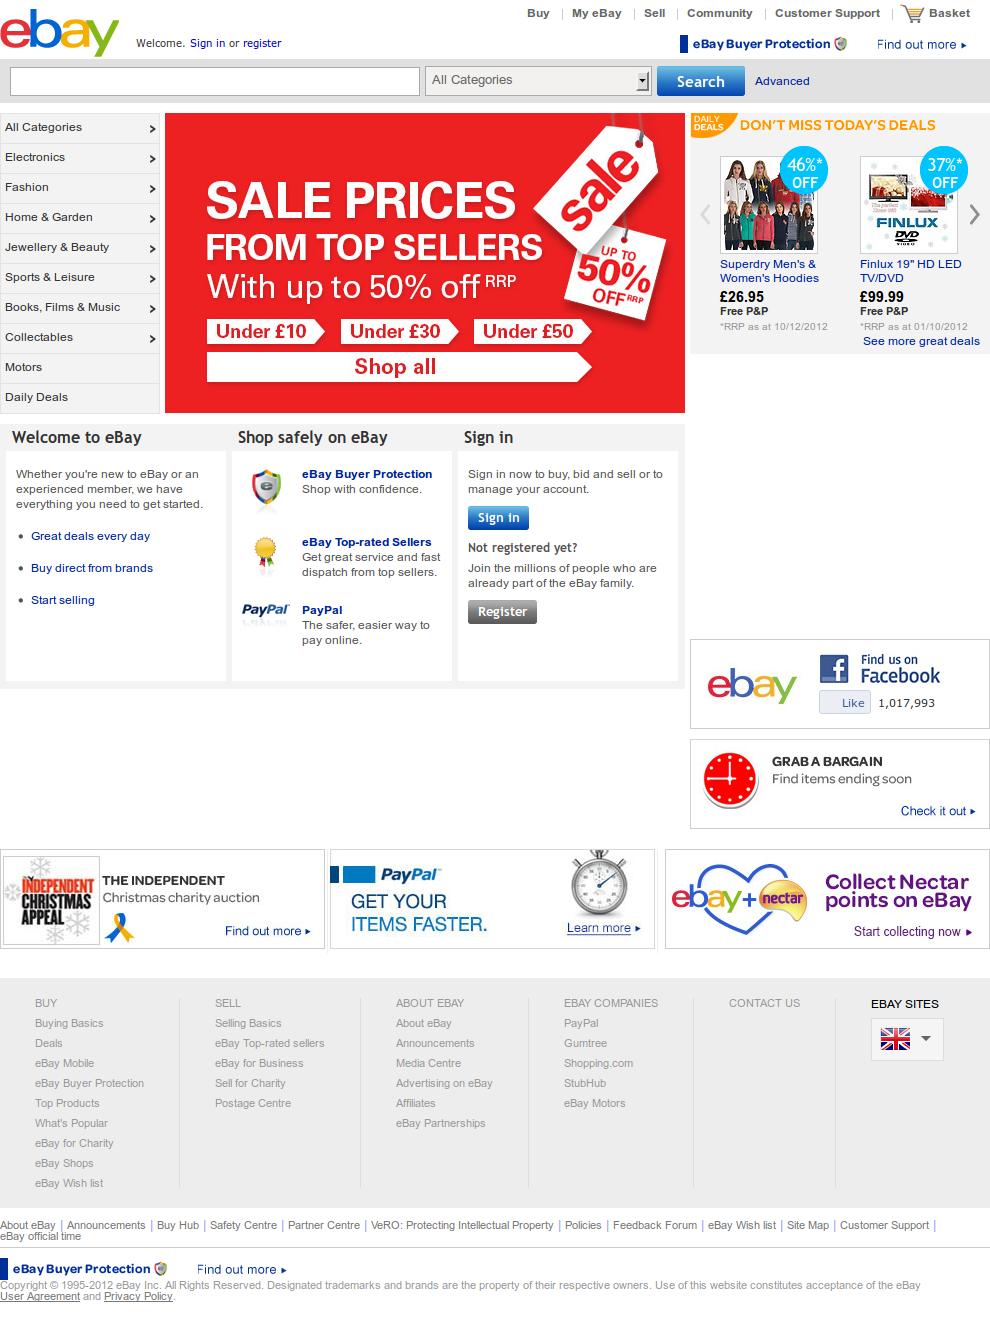 Buy
My eBay
Sell
Community
Customer Support
Basket
ebay
Welcome. Sign in or register
eBay Buyer Protection
Find out more
All Categories
Search
Advanced
All Categories
Electronics
Fashion
Home & Garden
Jewellery & Beauty
Sports & Leisure
Books, Films & Music
Collectables
Motors
Daily Deals
SALE PRICES
FROM TOP SELLERS
With up to 50% off RRP
Under £10
Under £30
Under £50
Shop all
sale
UP TO
50%
OFF RRP
DAILY
DEALS
DON'T MISS TODAY'S DEALS
46%*
OFF
Superdry Men's &
Women's Hoodies
£26.95
Free P&P
*RRP as at 10/12/2012
37%*
OFF
FINLUX
DVD
VIDEO
Finlux 19" HD LED
TV/DVD
£99.99
Free P&P
*RRP as at 01/10/2012
See more great deals
Welcome to eBay
Whether you're new to eBay or an
experienced member, we have
everything you need to get started.
Great deals every day
Buy direct from brands
Start selling
Shop safely on eBay
eBay Buyer Protection
Shop with confidence.
eBay Top-rated Sellers
Get great service and fast
dispatch from top sellers.
PayPal
PayPal
The safer, easier way to
pay online.
Sign in
Sign in now to buy, bid and sell or to
manage your account.
Sign in
Not registered yet?
Join the millions of people who are
already part of the eBay family.
Register
ebay
Find us on
Facebook
Like
1,017,993
GRAB A BARGAIN
Find items ending soon
Check it out
INDEPENDENT
CHRISTMAS
APPEAL
THE INDEPENDENT
Christmas charity auction
Find out more
PayPal
GET YOUR
ITEMS FASTER.
Learn more
ebay + nectar
Collect Nectar
points on eBay
Start collecting now
BUY
Buying Basics
Deals
eBay Mobile
eBay Buyer Protection
Top Products
What's Popular
eBay for Charity
eBay Shops
eBay Wish list
SELL
Selling Basics
eBay Top-rated sellers
eBay for Business
Sell for Charity
Postage Centre
ABOUT EBAY
About eBay
Announcements
Media Centre
Advertising on eBay
Affiliates
eBay Partnerships
EBAY COMPANIES
PayPal
Gumtree
Shopping.com
StubHub
eBay Motors
CONTACT US
EBAY SITES
About eBay | Announcements | Buy Hub | Safety Centre | Partner Centre | VeRO: Protecting Intellectual Property | Policies | Feedback Forum | eBay Wish list | Site Map | Customer Support |
eBay official time
eBay Buyer Protection
Find out more
Copyright © 1995-2012 eBay Inc. All Rights Reserved. Designated trademarks and brands are the property of their respective owners. Use of this website constitutes acceptance of the eBay
User Agreement and Privacy Policy.